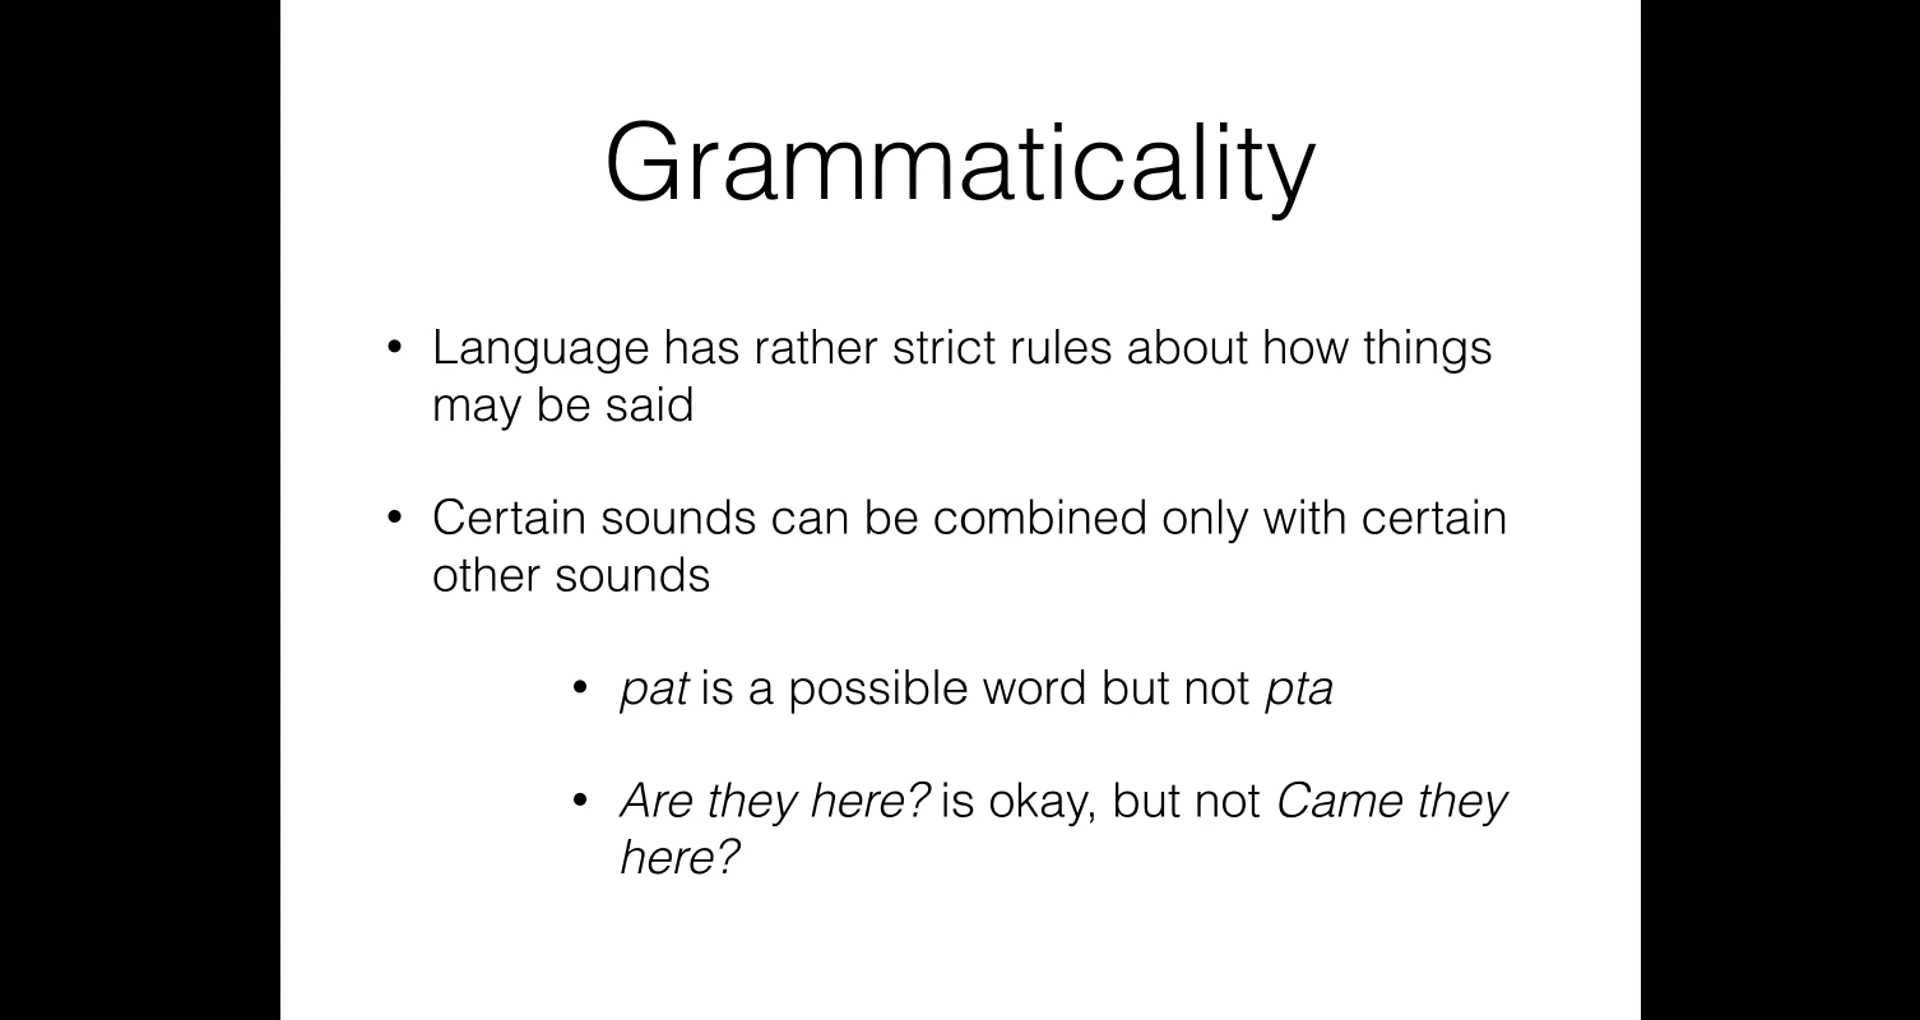 Grammaticality
• Language has rather strict rules about how things
may be said
• Certain sounds can be combined only with certain
other sounds
• pat is a possible word but not pta
• Are they here? is okay, but not Came they
here?